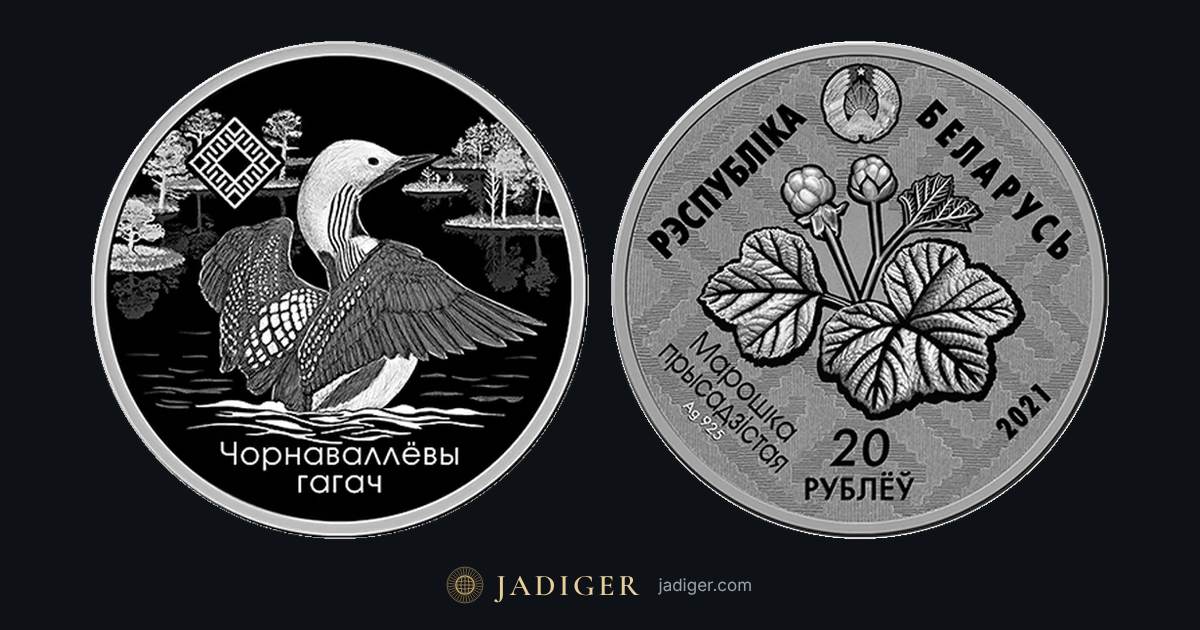 Чорнаваллёвы
гагач
РЭСПУБЛІКА БЕЛАРУСЬ
Марошка
прысадзістая
Ag 925
20
РУБЛЁЎ
2021
JADIGER jadiger.com